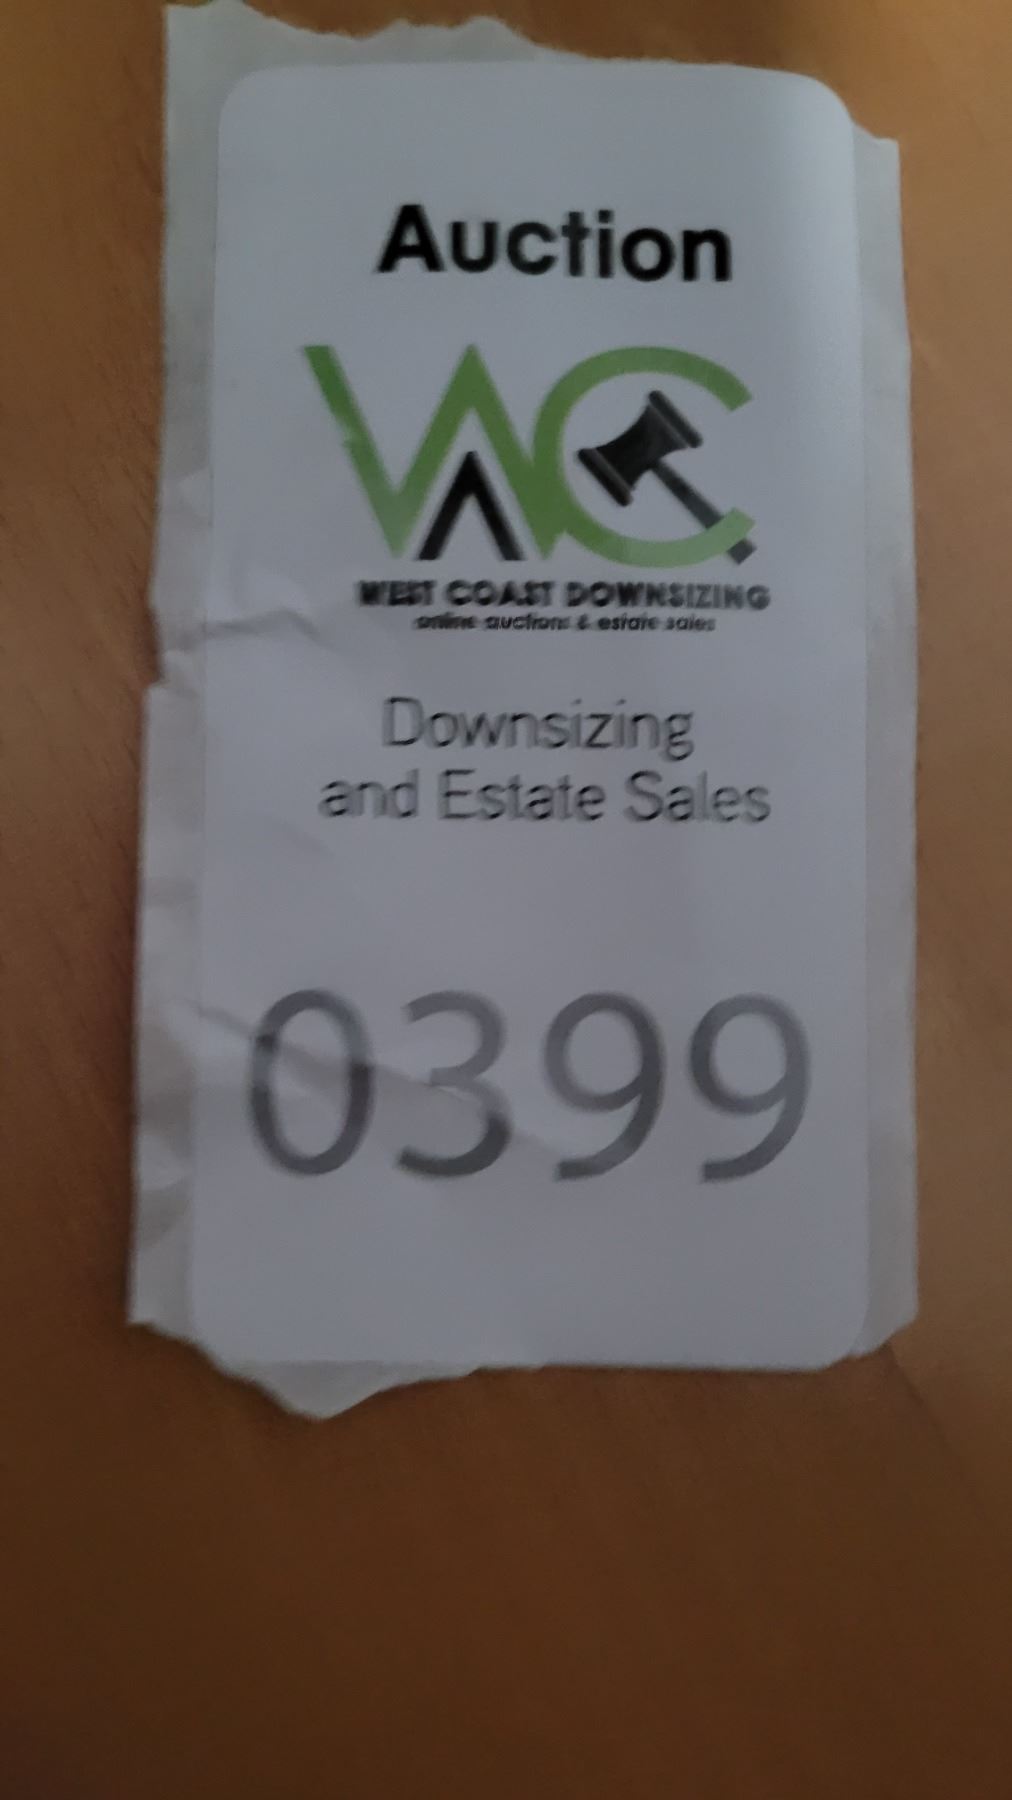 Auction
WC
WEST COAST DOWNSIZING
online auctions & estate sales
Downsizing
and Estate Sales
0399